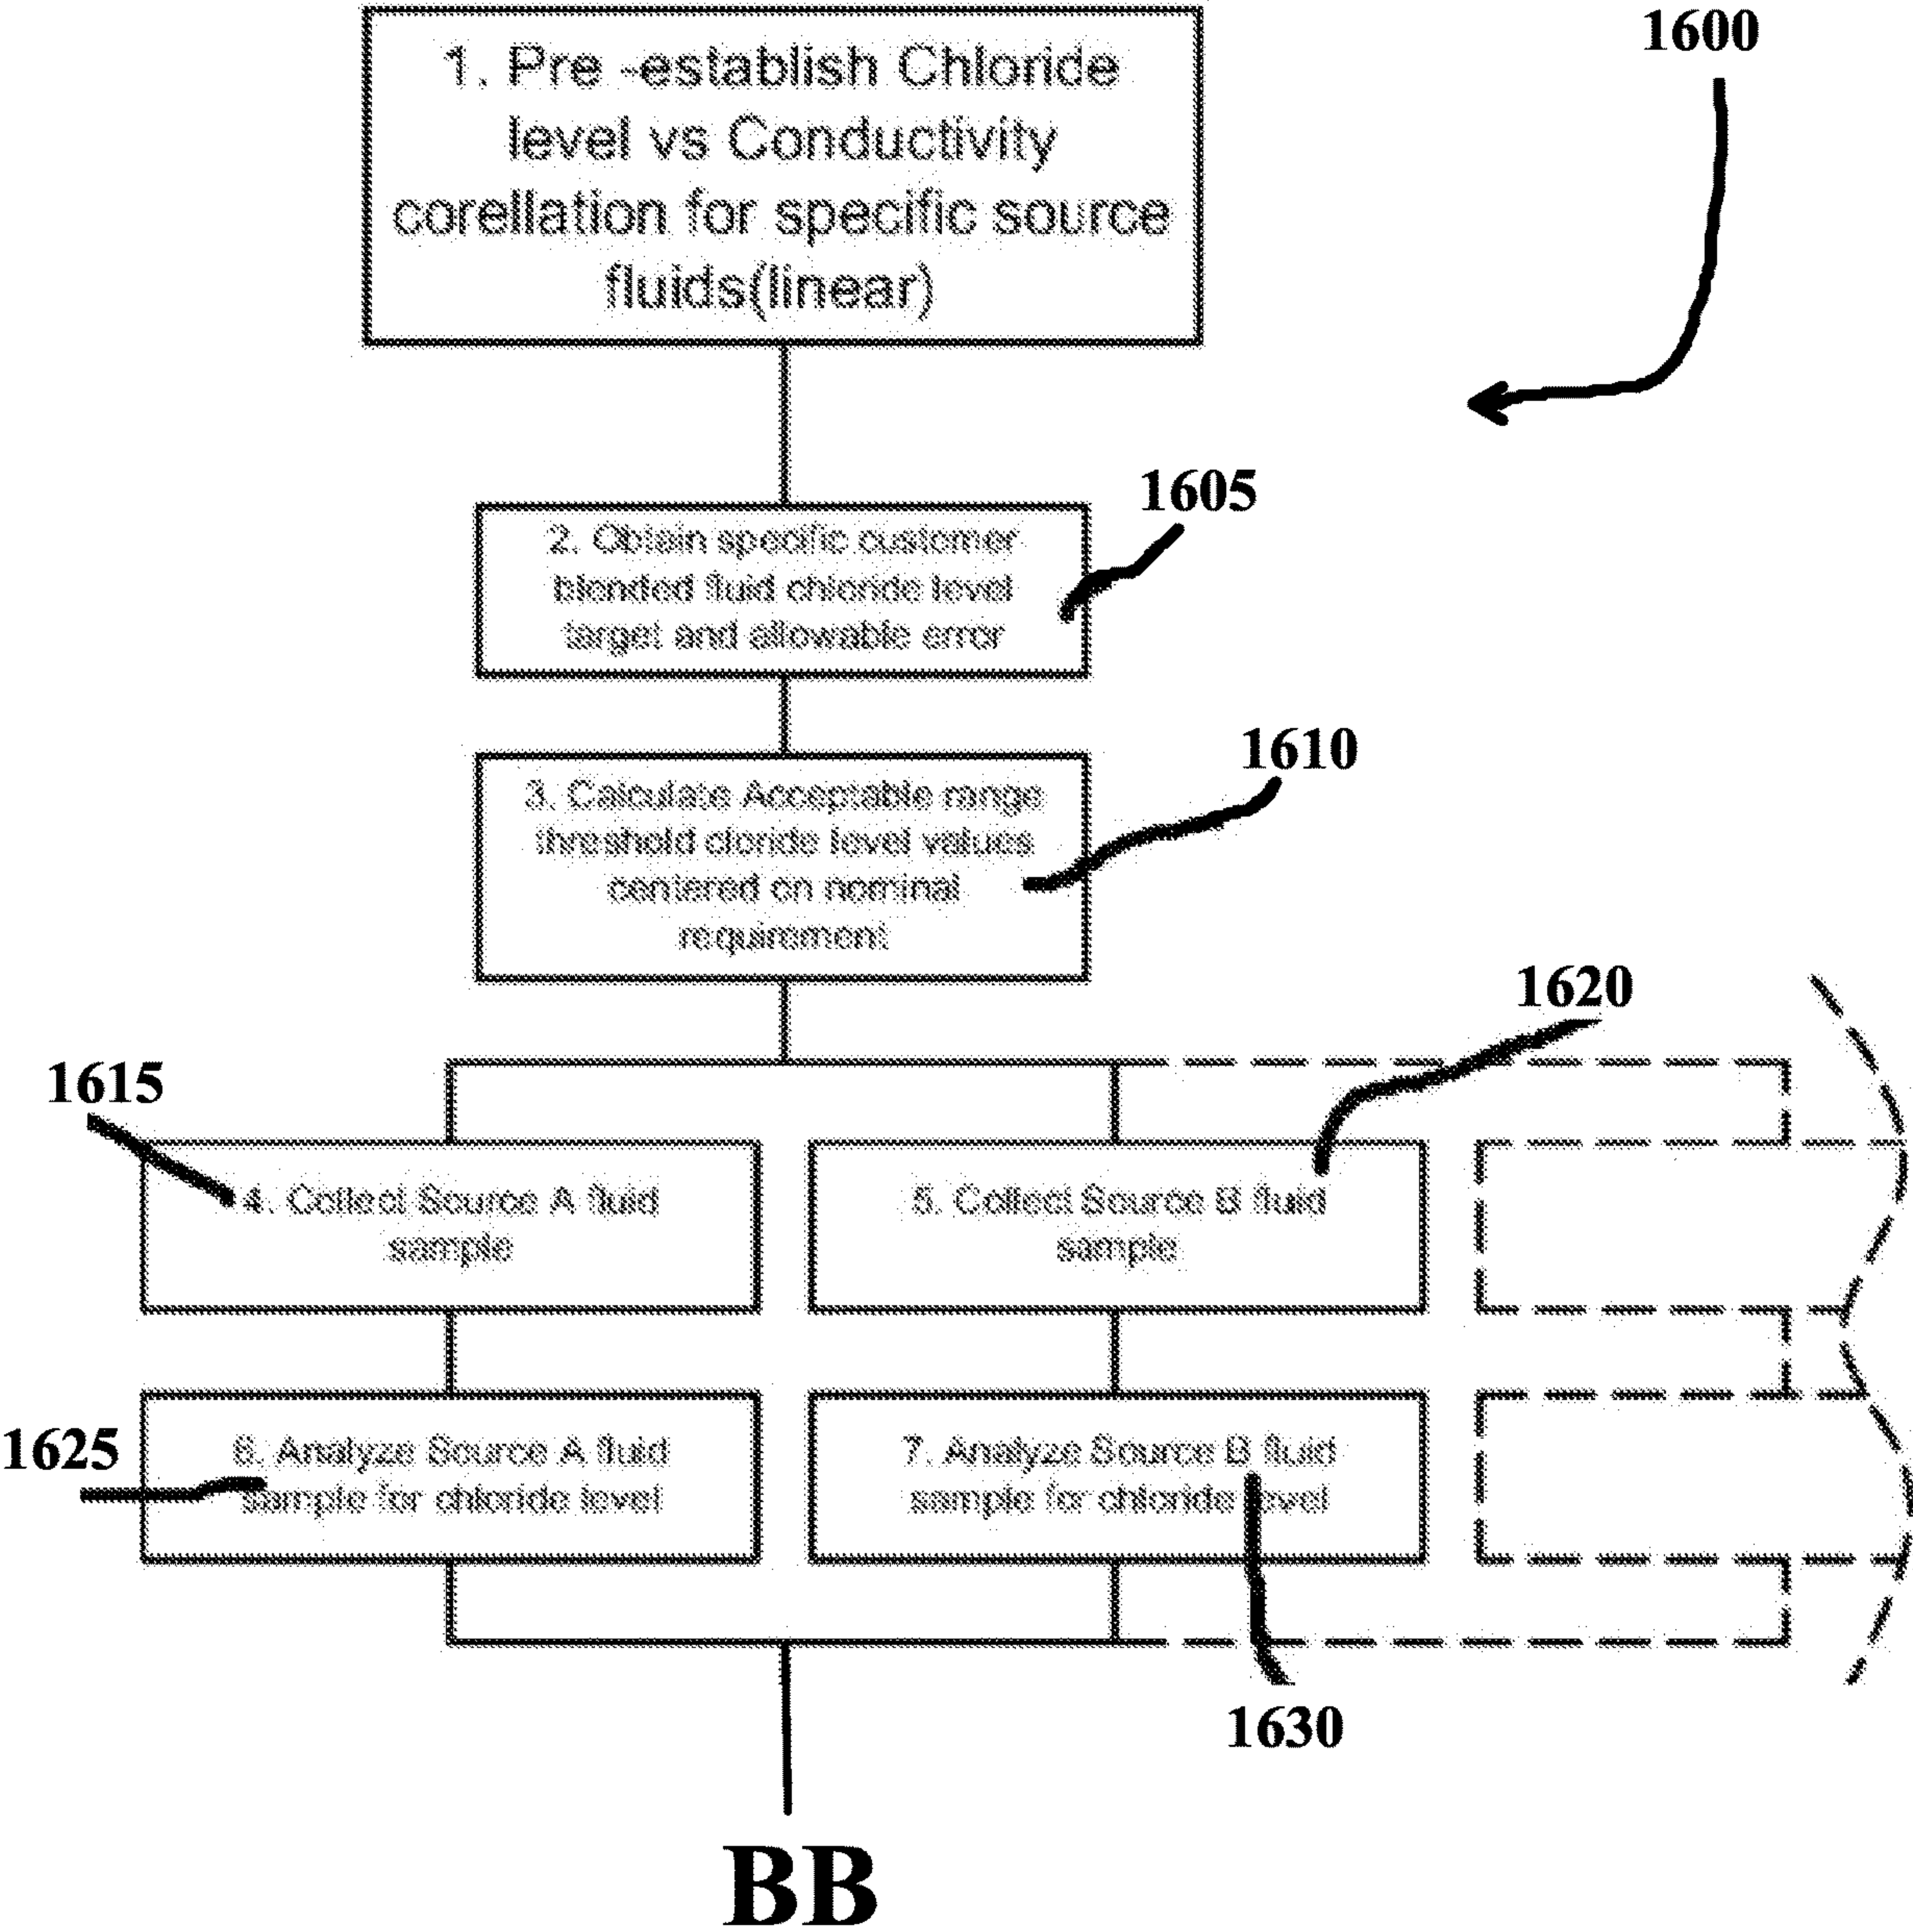 1600
1. Pre -establish Chloride
level vs Conductivity
corellation for specific source
fluids(linear)
1605
2. Obtain specific customer
blended fluid chloride level
target and allowable error
1610
3. Calculate Acceptable range
threshold cloride level values
centered on nominal
requirement
1620
1615
4. Collect Source A fluid
sample
5. Collect Source B fluid
sample
1625
6. Analyze Source A fluid
sample for chloride level
7. Analyze Source B fluid
sample for chloride level
1630
BB